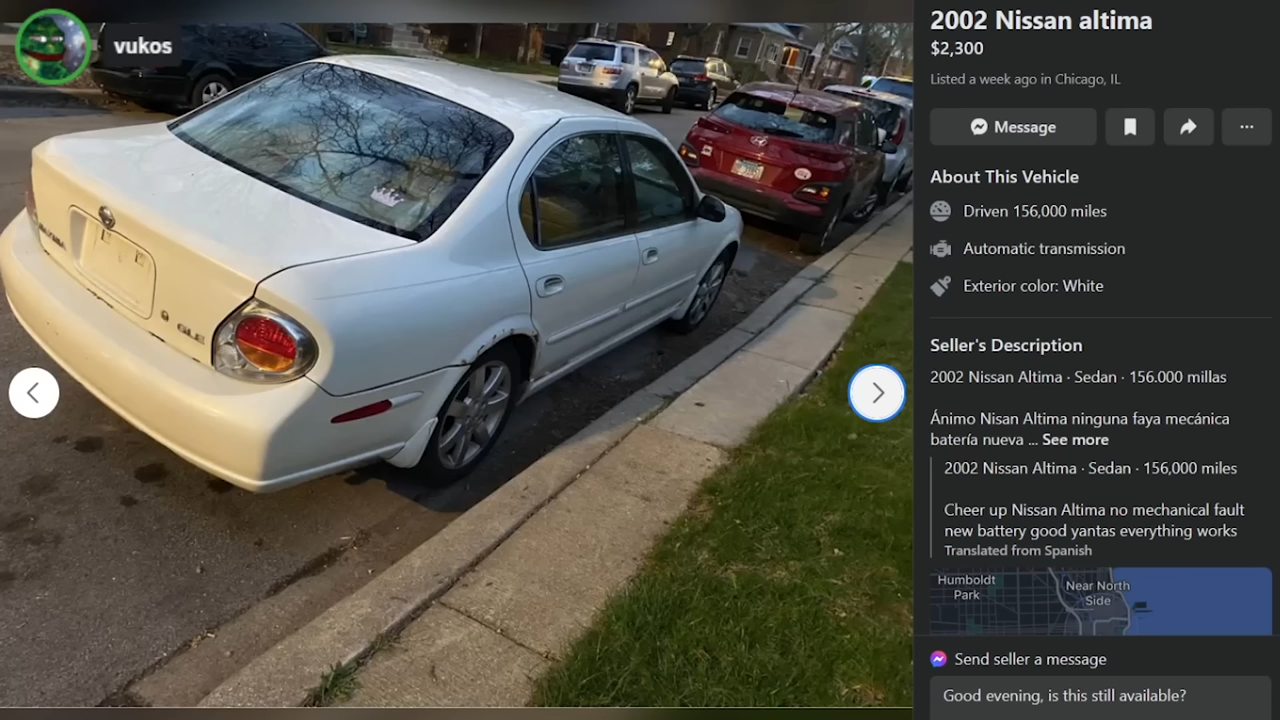 vukos
GLE
2002 Nissan altima
$2,300
Listed a week ago in Chicago, IL
Message
About This Vehicle
Driven 156,000 miles
Automatic transmission
Exterior color: White
Seller's Description
2002 Nissan Altima · Sedan · 156.000 millas
Ánimo Nisan Altima ninguna faya mecánica
batería nueva ... See more
2002 Nissan Altima · Sedan · 156,000 miles
Cheer up Nissan Altima no mechanical fault
new battery good yantas everything works
Translated from Spanish
Humboldt
Park
Near North
Side
Send seller a message
Good evening, is this still available?